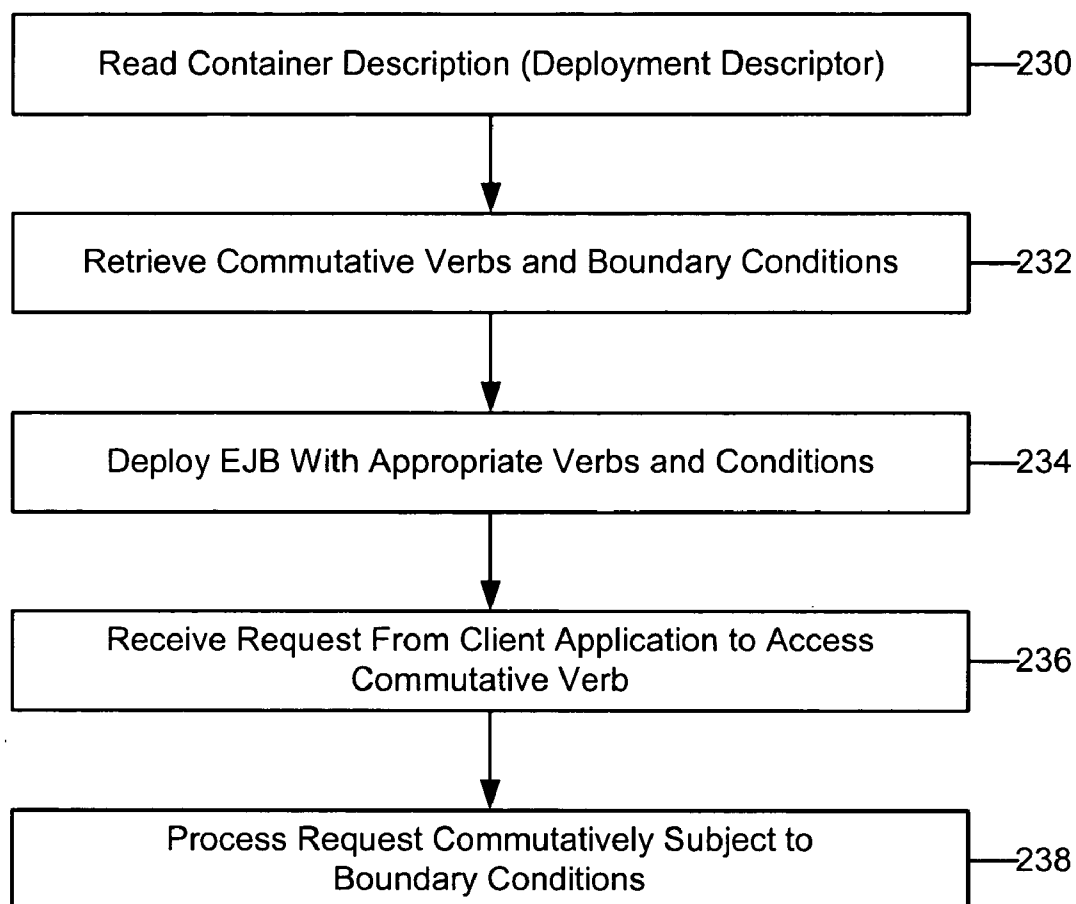 Read Container Description (Deployment Descriptor)
230
Retrieve Commutative Verbs and Boundary Conditions
232
Deploy EJB With Appropriate Verbs and Conditions
234
Receive Request From Client Application to Access
Commutative Verb
236
Process Request Commutatively Subject to
Boundary Conditions
238